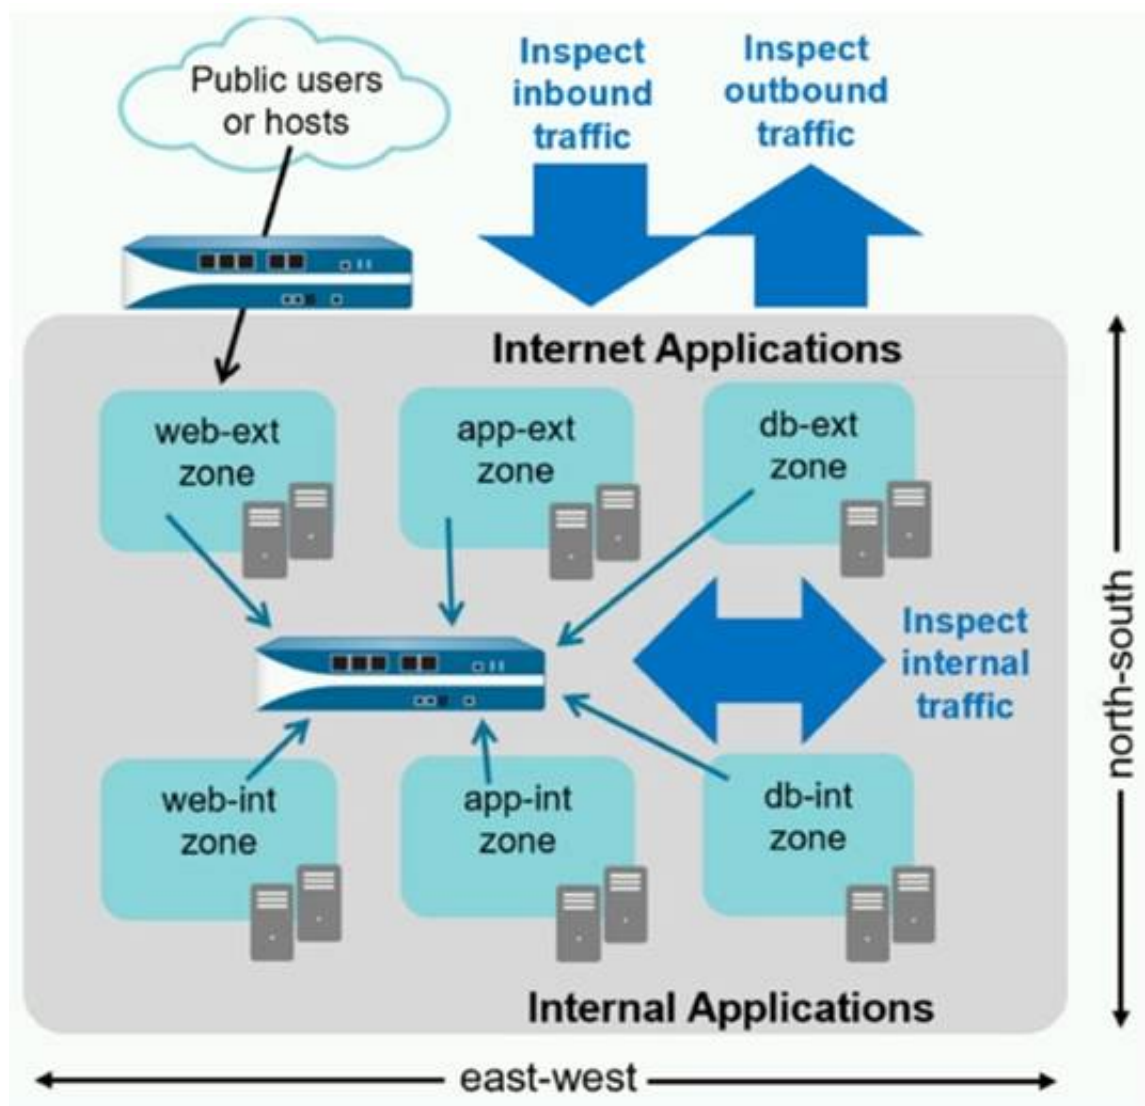 Public users
or hosts
Inspect
inbound
traffic
Inspect
outbound
traffic
Internet Applications
web-ext
zone
app-ext
zone
db-ext
zone
Inspect
internal
traffic
north-south
web-int
zone
app-int
zone
db-int
zone
Internal Applications
east-west